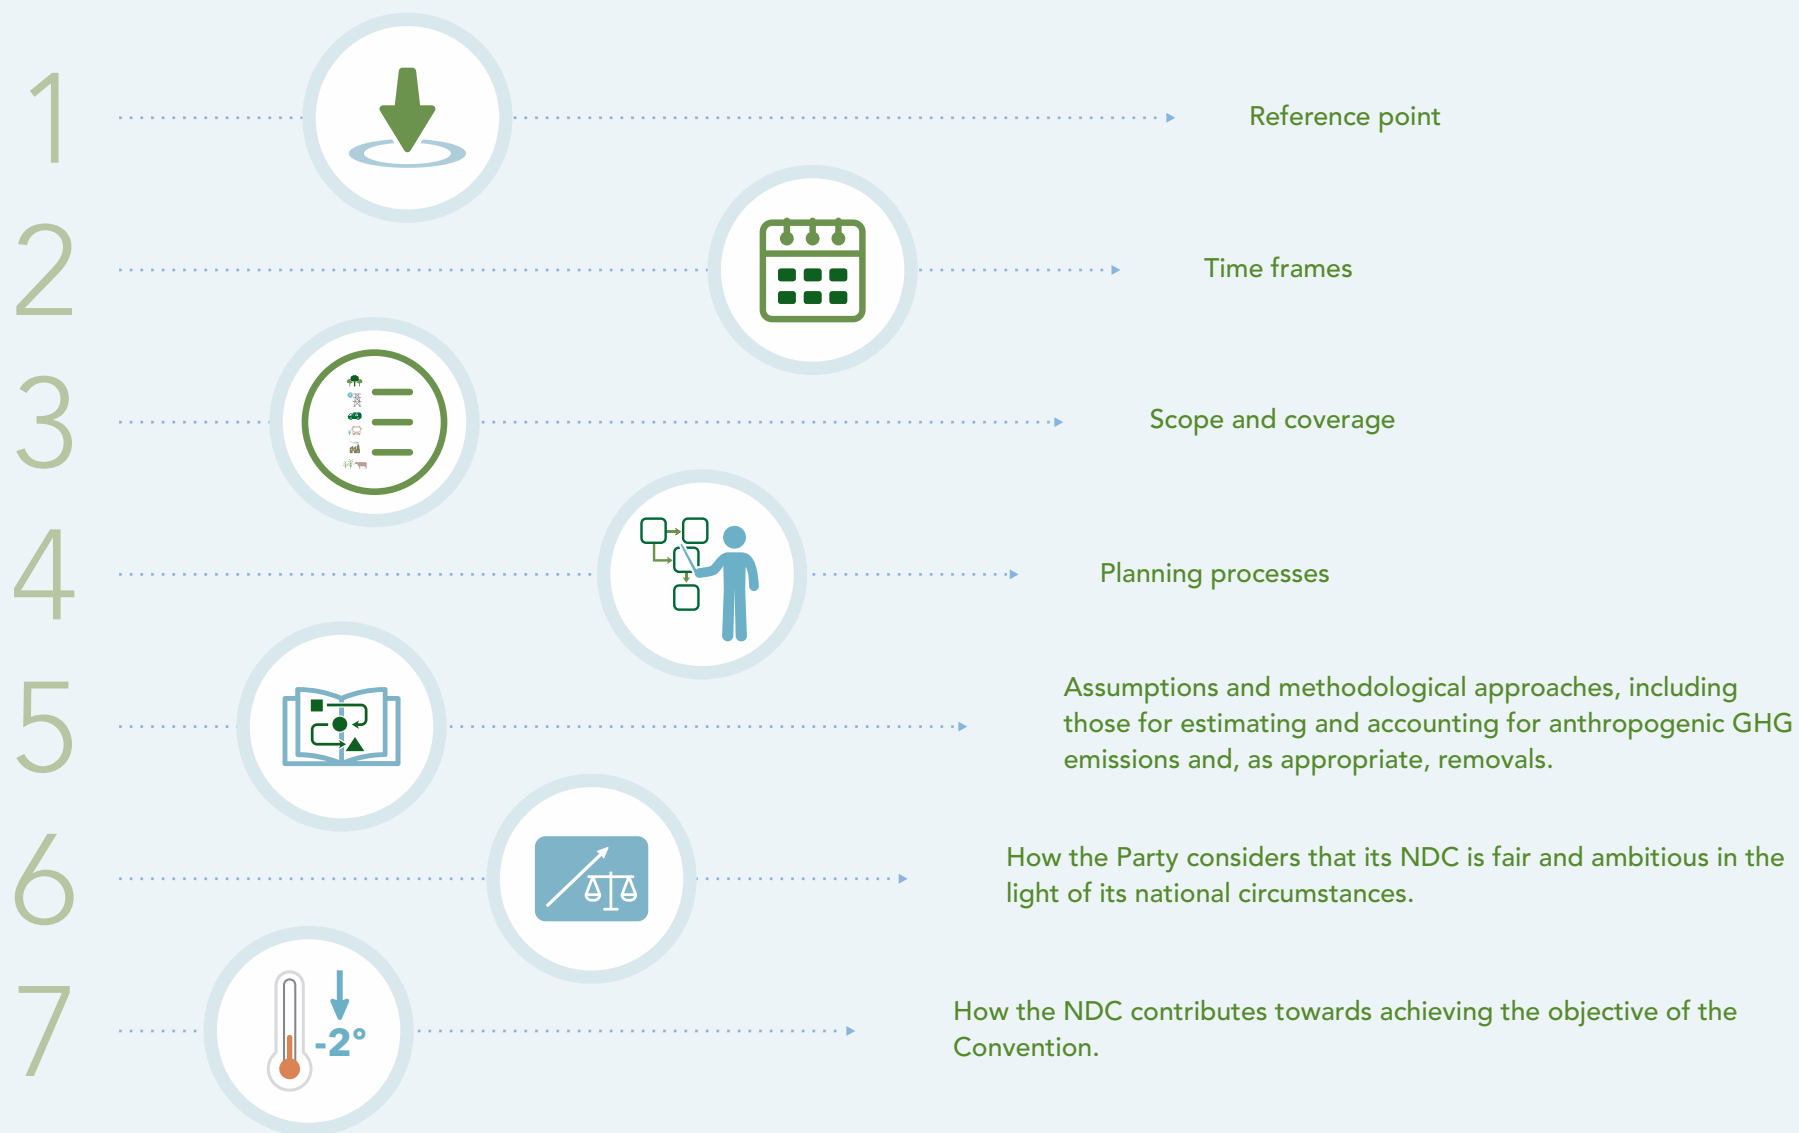 1
Reference point
2
Time frames
3
Scope and coverage
4
Planning processes
5
Assumptions and methodological approaches, including
those for estimating and accounting for anthropogenic GHG
emissions and, as appropriate, removals.
6
How the Party considers that its NDC is fair and ambitious in the
light of its national circumstances.
7
-2°
How the NDC contributes towards achieving the objective of the
Convention.